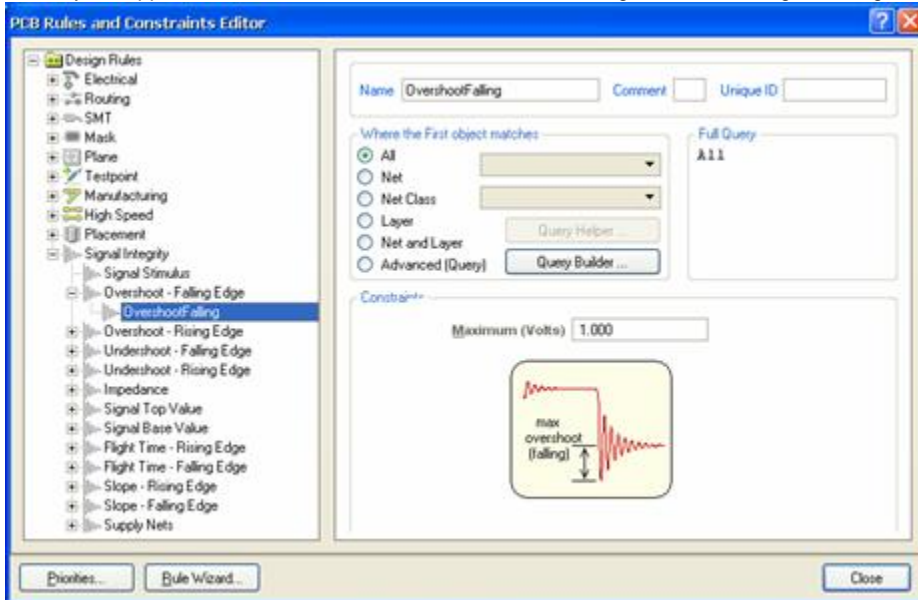 PCB Rules and Constraints Editor
Design Rules
Electrical
Routing
SMT
Mask
Plane
Testpoint
Manufacturing
High Speed
Placement
Signal Integrity
Signal Stimulus
Overshoot - Falling Edge
OvershootFalling
Overshoot - Rising Edge
Undershoot - Falling Edge
Undershoot - Rising Edge
Impedance
Signal Top Value
Signal Base Value
Flight Time - Rising Edge
Flight Time - Falling Edge
Slope - Rising Edge
Slope - Falling Edge
Supply Nets
Name OvershootFalling Comment Unique ID
Where the First object matches
All
Net
Net Class
Layer
Net and Layer
Advanced (Query)
Query Helper ...
Query Builder ...
Full Query
All
Constraints
Maximum (Volts) 1.000
max
overshoot
(falling)
Priorities...
Rule Wizard...
Close